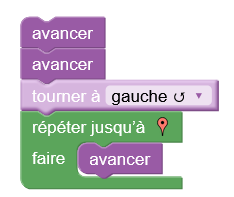 avancer
avancer
tourner à gauche ↺ ▾
répéter jusqu'à
faire avancer